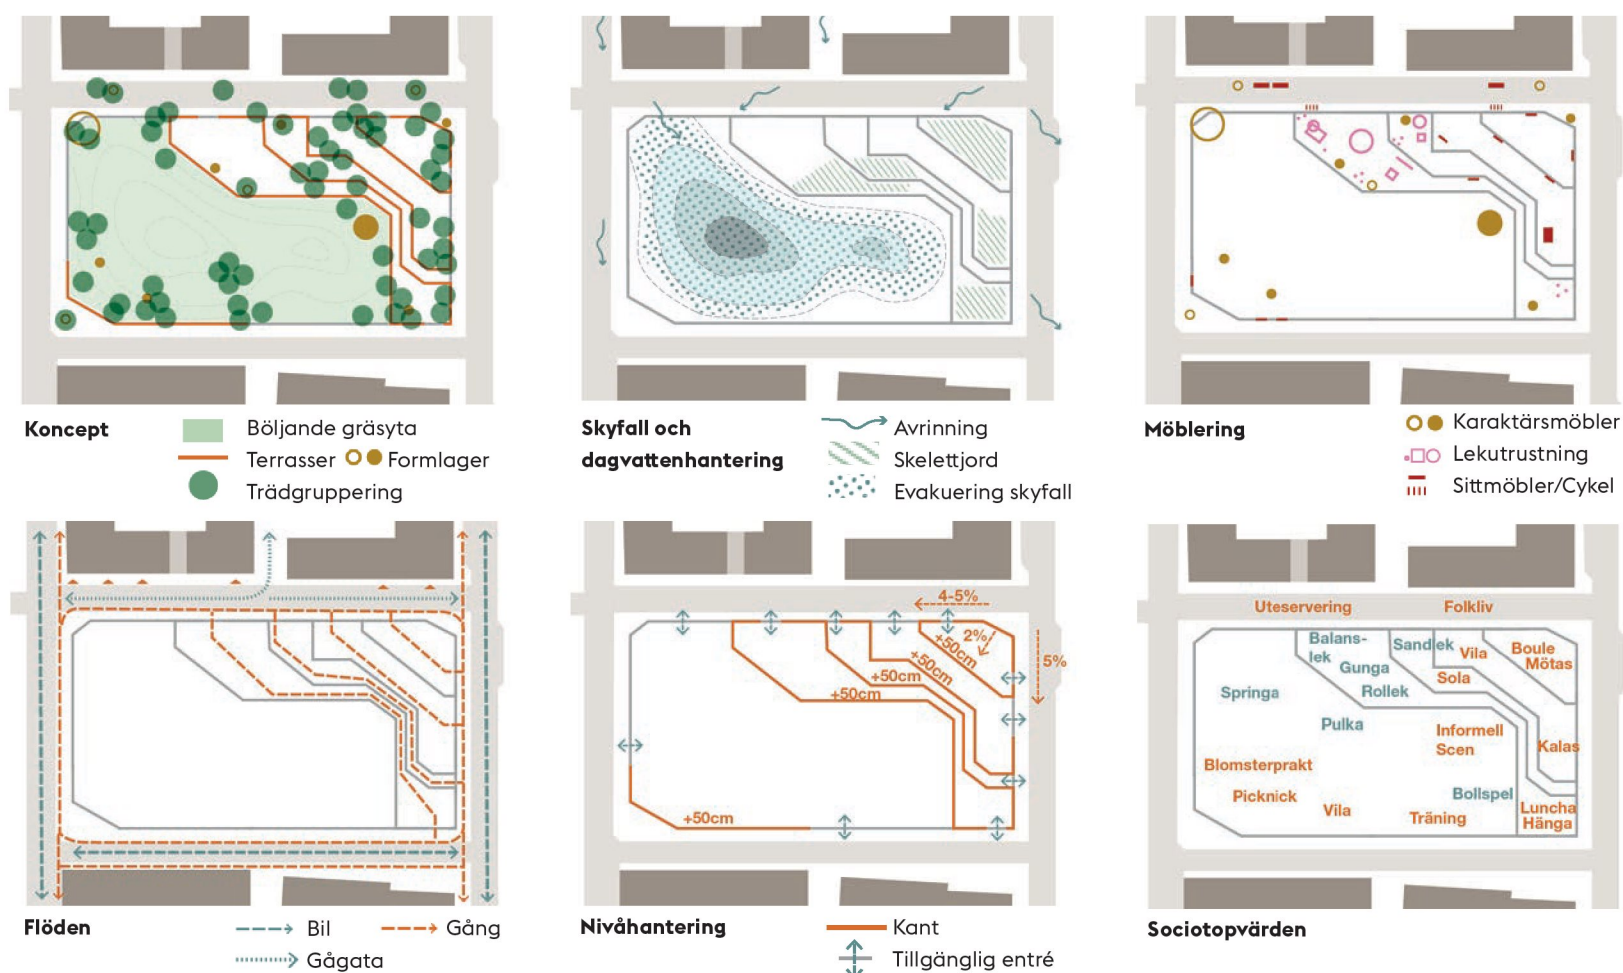 Koncept
Böljande gräsyta
Terrasser
Formlager
Trädgruppering
Skyfall och
dagvattenhantering
Avrinning
Skelettjord
Evakuering skyfall
Möblering
Karaktärsmöbler
Lekutrustning
Sittmöbler/Cykel
Flöden
Bil
Gång
Gågata
4-5%
2%
5%
+50cm
+50cm
+50cm
+50cm
+50cm
Nivåhantering
Kant
Tillgänglig entré
Uteservering
Folkliv
Balans-
lek
Sandlek
Vila
Boule
Mötas
Gunga
Sola
Rollek
Springa
Pulka
Informell
Scen
Kalas
Blomsterprakt
Picknick
Vila
Bollspel
Träning
Luncha
Hänga
Sociotopvärden